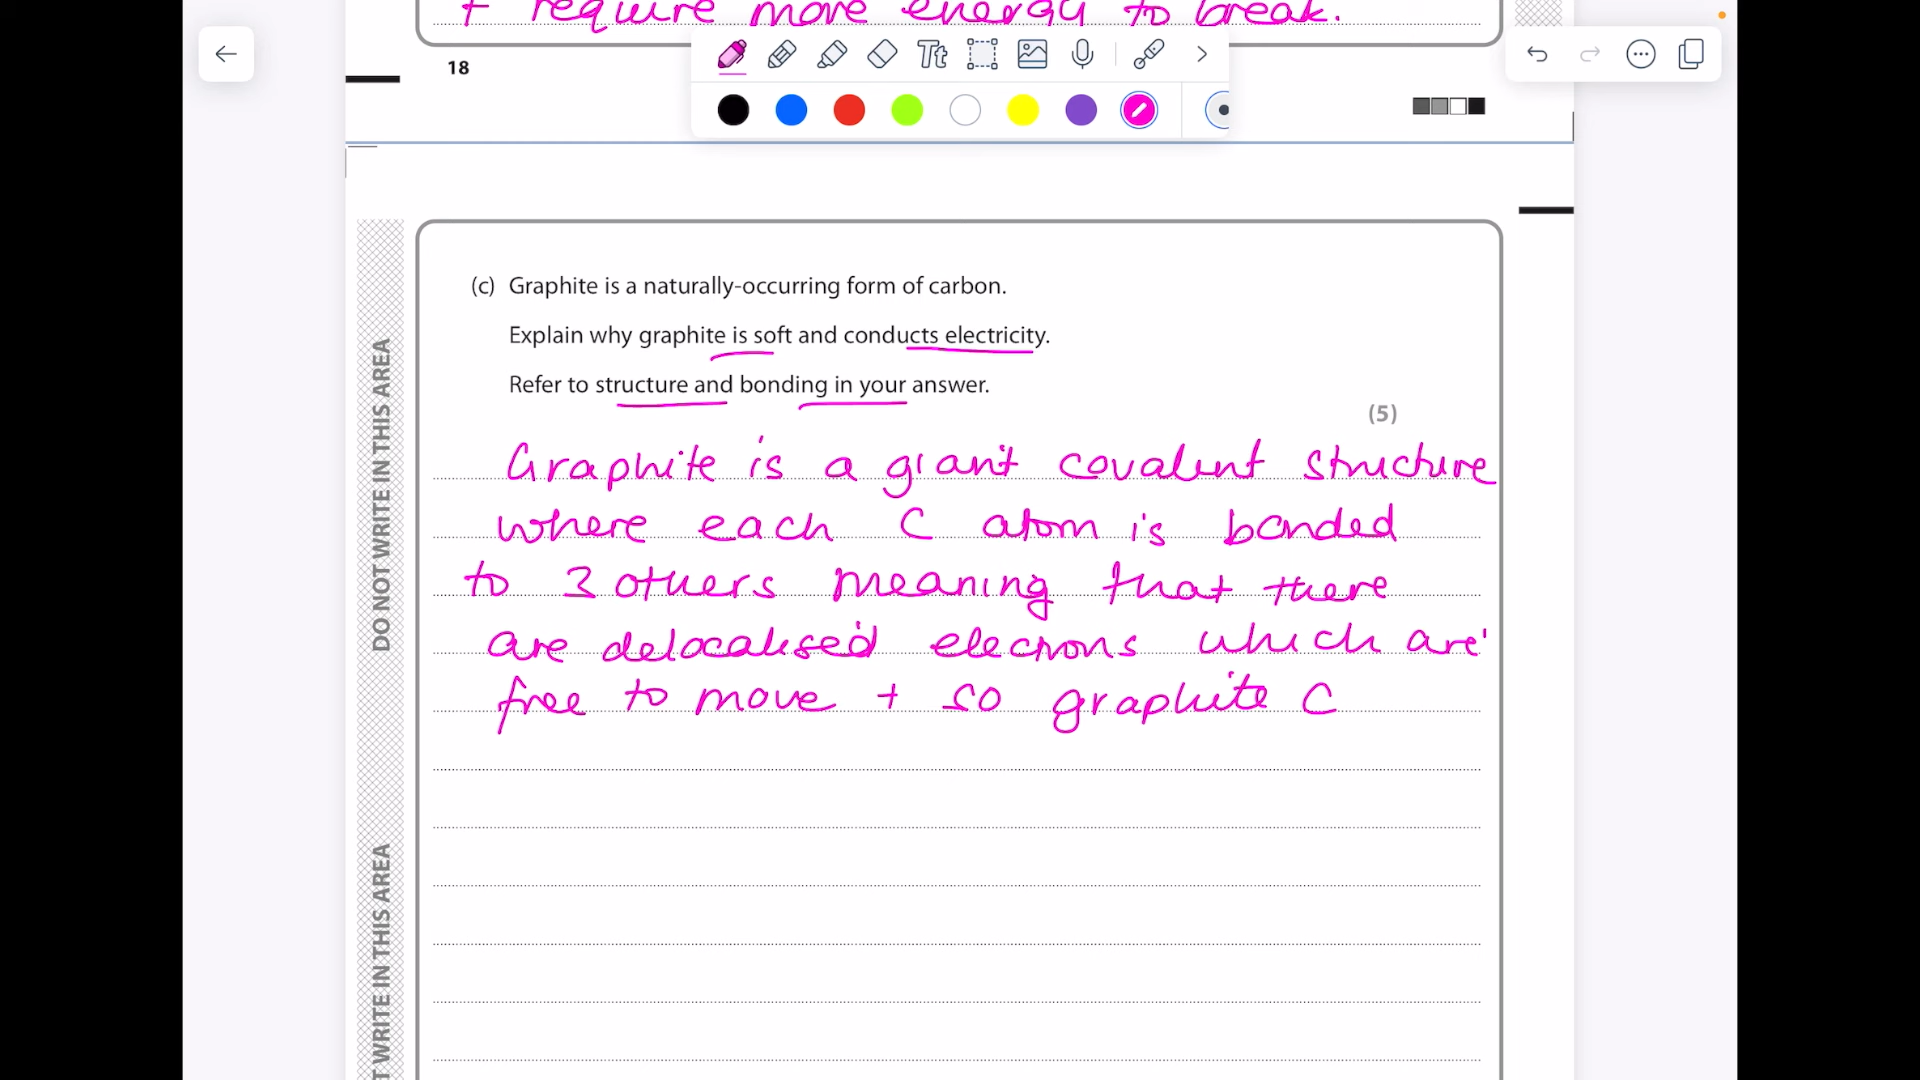 + require more energy to break.
18
Tt
(c) Graphite is a naturally-occurring form of carbon.
Explain why graphite is soft and conducts electricity.
Refer to structure and bonding in your answer.
(5)
Graphite is a giant covalent structure
where each C atom is bonded
to 3 others meaning that there
are delocalised elecrons which are
free to move + so graphite C
DO NOT WRITE IN THIS AREA
T WRITE IN THIS AREA